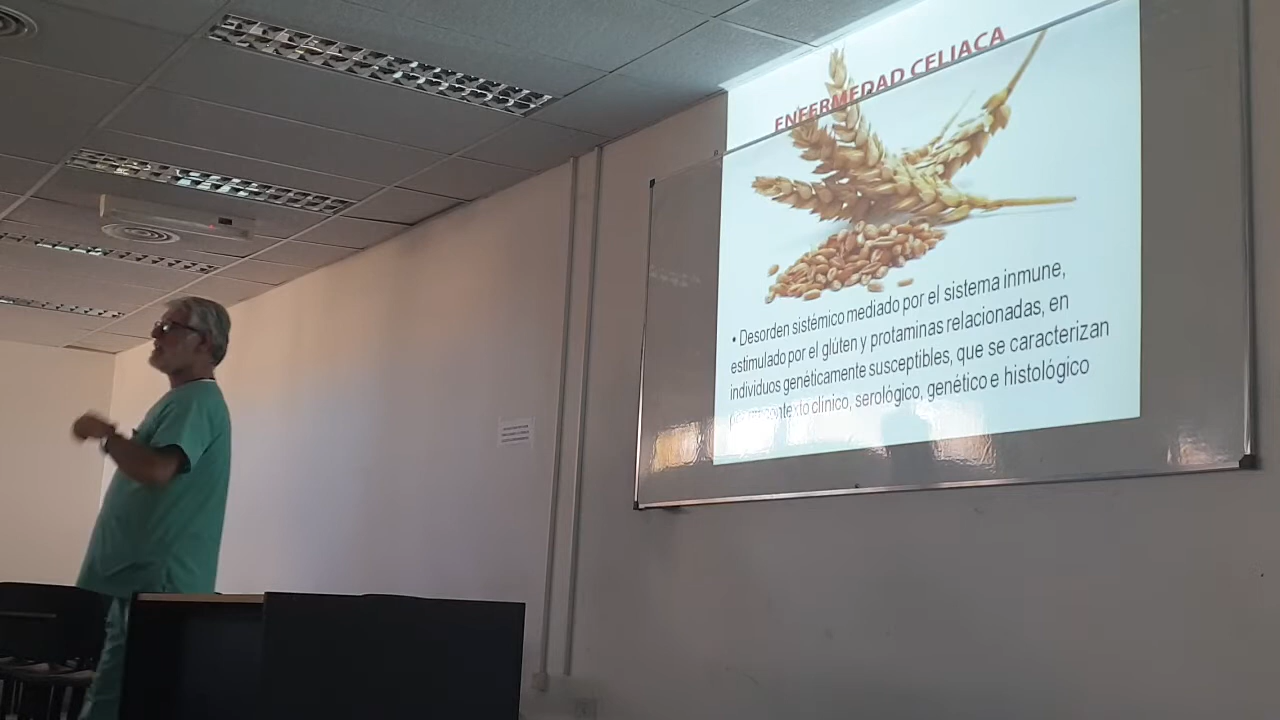 ENFERMEDAD CELIACA
• Desorden sistémico mediado por el sistema inmune,
estimulado por el glúten y protaminas relacionadas, en
individuos genéticamente susceptibles, que se caracterizan
clínico, serológico, genético e histológico